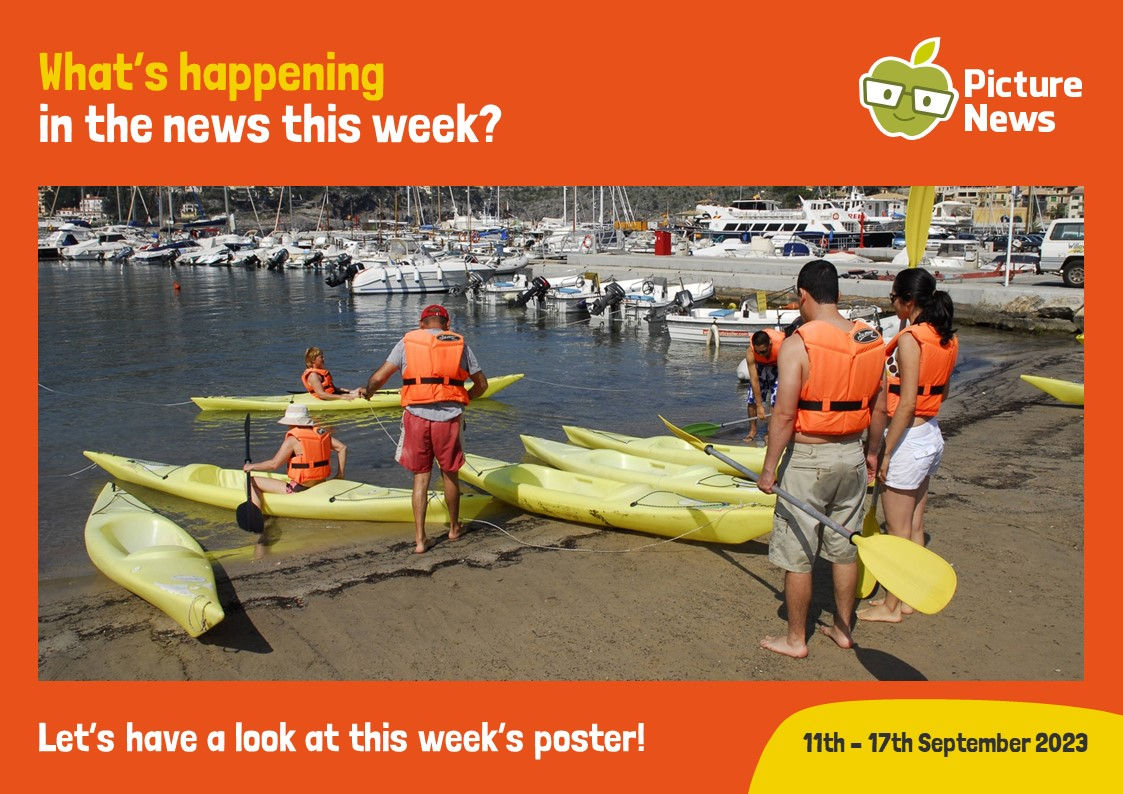 What's happening
in the news this week?
Picture
News
Let's have a look at this week's poster!
11th – 17th September 2023